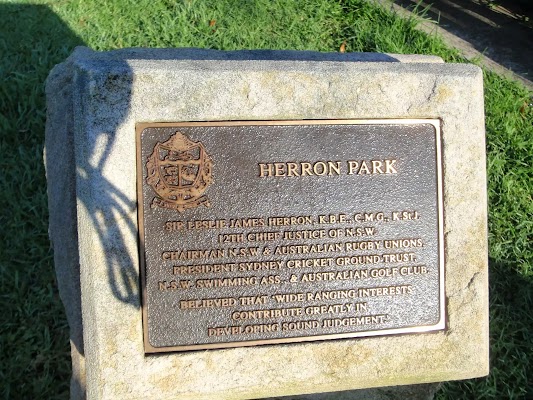 HERRON PARK
SIR LESLIE JAMES HERRON, K.B.E., C.M.G., K.St.J.
12TH CHIEF JUSTICE OF N.S.W.
CHAIRMAN N.S.W & AUSTRALIAN RUGBY UNIONS,
PRESIDENT SYDNEY CRICKET GROUND TRUST,
N.S.W. SWIMMING ASS., & AUSTRALIAN GOLF CLUB.
BELIEVED THAT "WIDE RANGING INTERESTS
CONTRIBUTE GREATLY IN
DEVELOPING SOUND JUDGEMENT."